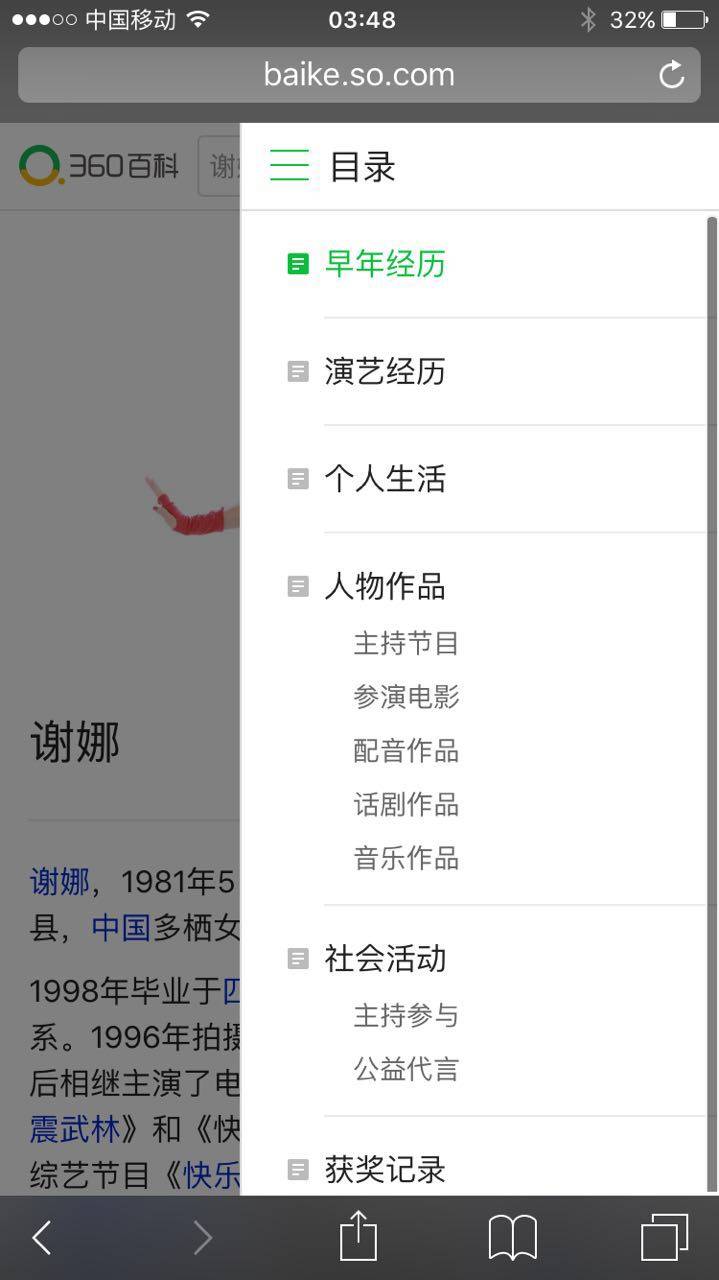 中国移动 03:48 32%
baike.so.com
360百科
谢
目录
早年经历
演艺经历
个人生活
人物作品
主持节目
参演电影
配音作品
话剧作品
音乐作品
社会活动
主持参与
公益代言
获奖记录
谢娜
谢娜，1981年5
县，中国多栖女
1998年毕业于四
系。1996年拍摄
后相继主演了电
震武林》和《快
综艺节目《快乐